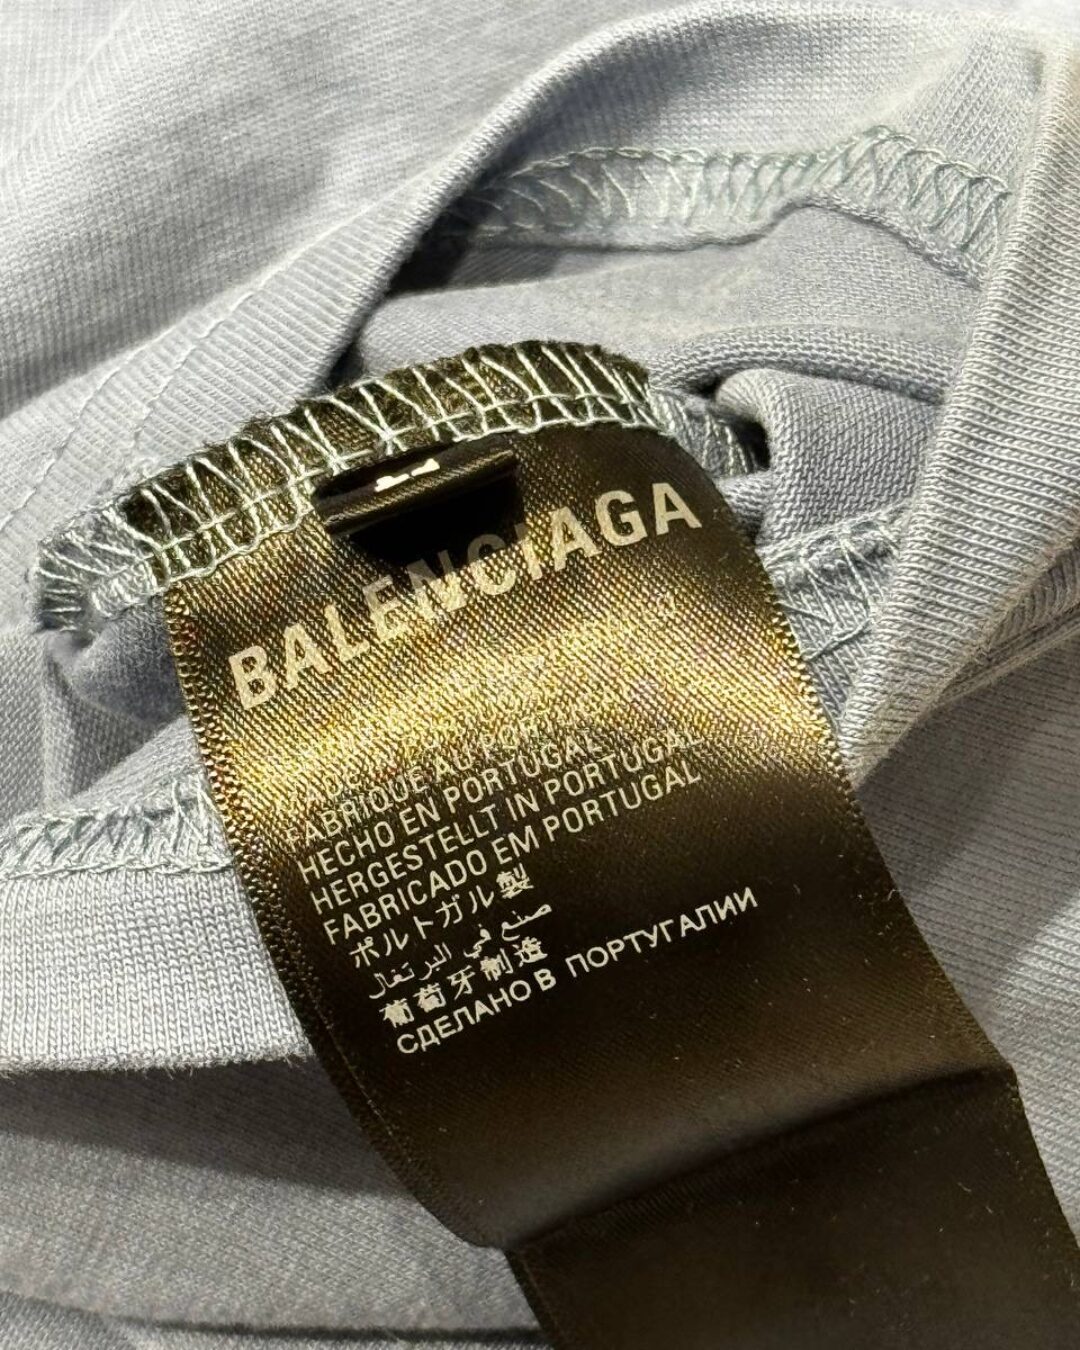 BALENCIAGA
FABRIQUÉ AU PORTUGAL
HECHO EN PORTUGAL
HERGESTELLT IN PORTUGAL
FABRICADO EM PORTUGAL
ポルトガル製
صنع في البرتغال
葡萄牙制造
СДЕЛАНО В ПОРТУГАЛИИ